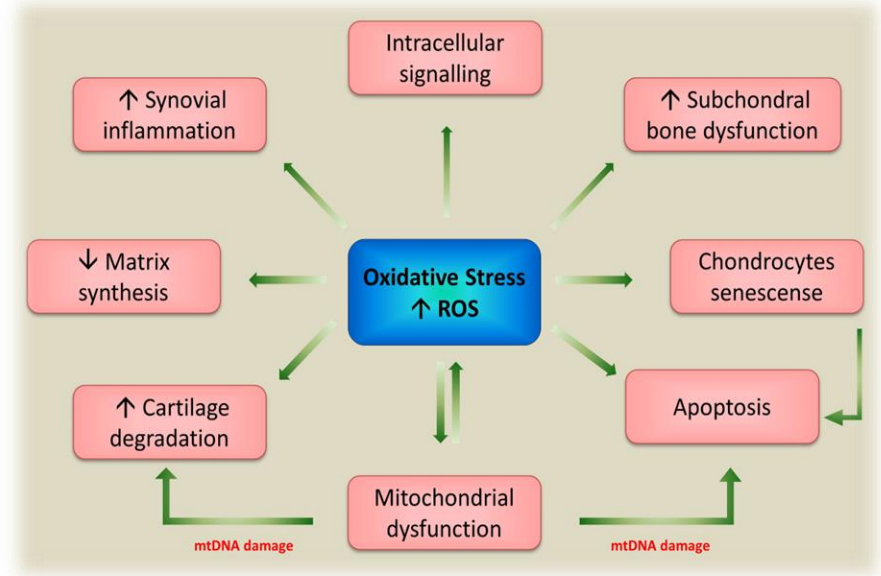 Intracellular
signalling
↑ Synovial
inflammation
↑ Subchondral
bone dysfunction
↓ Matrix
synthesis
Oxidative Stress
↑ ROS
Chondrocytes
senescense
↑ Cartilage
degradation
Apoptosis
Mitochondrial
dysfunction
mtDNA damage
mtDNA damage